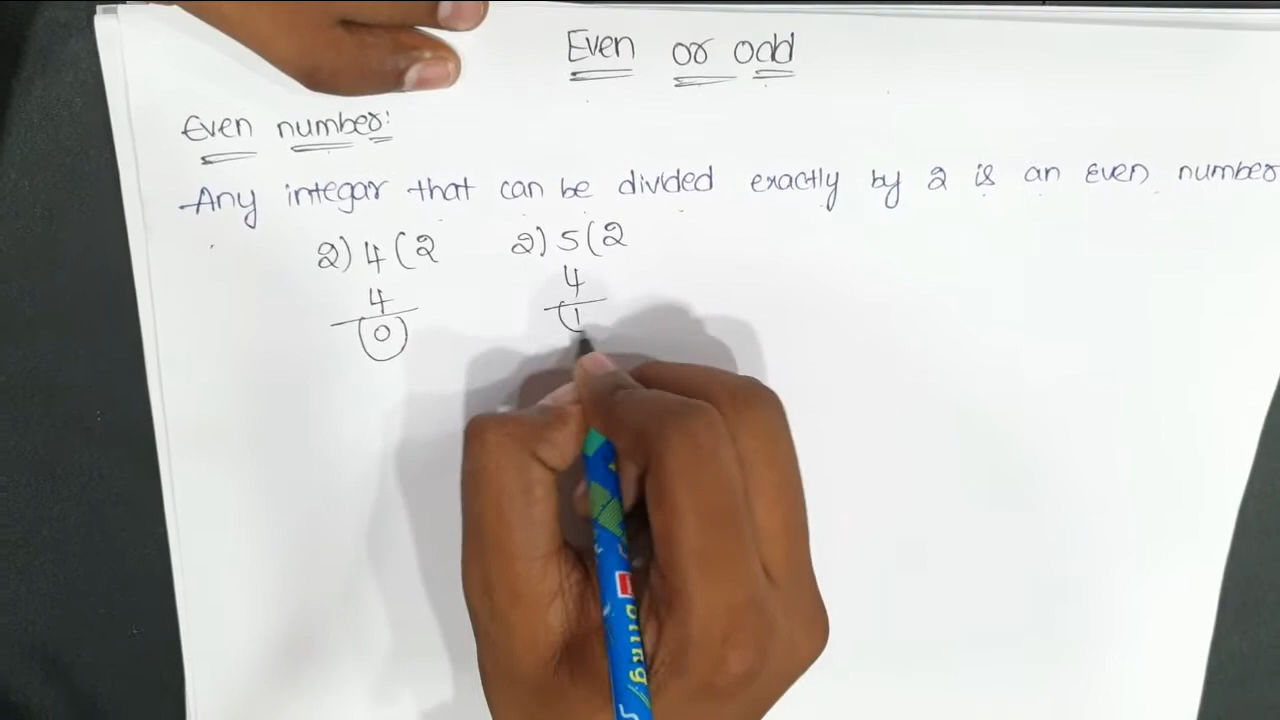 Even or odd
Even number:
Any integar that can be divided exactly by 2 is an even number
2) 4 ( 2 2) 5 ( 2
4 4
0 1